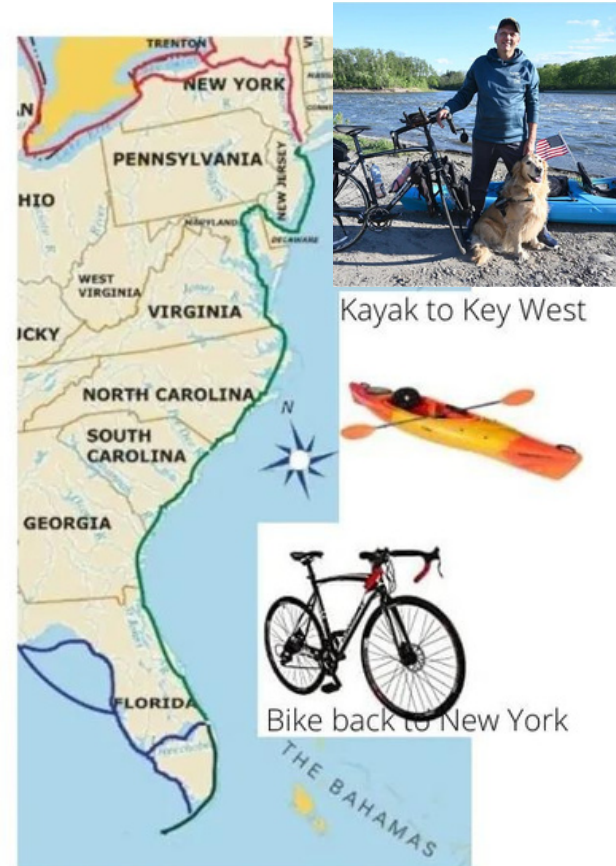 TRENTON
NEW YORK
PENNSYLVANIA
NEW JERSEY
HIO
MARYLAND
DELAWARE
WEST
VIRGINIA
VIRGINIA
UCKY
NORTH CAROLINA
N
SOUTH
CAROLINA
GEORGIA
FLORIDA
THE BAHAMAS
Kayak to Key West
Bike back to New York